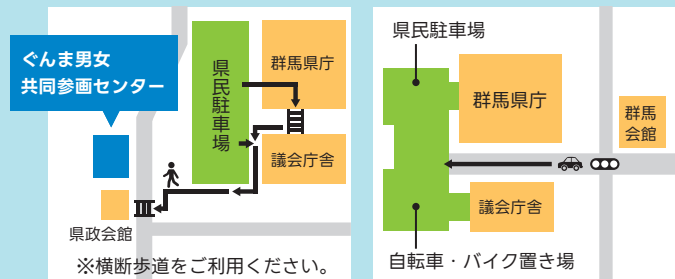 ぐんま男女
共同参画センター
県民駐車場
群馬県庁
議会庁舎
県政会館
※横断歩道をご利用ください。
県民駐車場
群馬県庁
群馬
会館
議会庁舎
自転車・バイク置き場